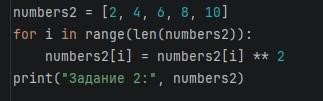 numbers2 = [2, 4, 6, 8, 10]
for i in range(len(numbers2)):
    numbers2[i] = numbers2[i] ** 2
print("Задание 2:", numbers2)